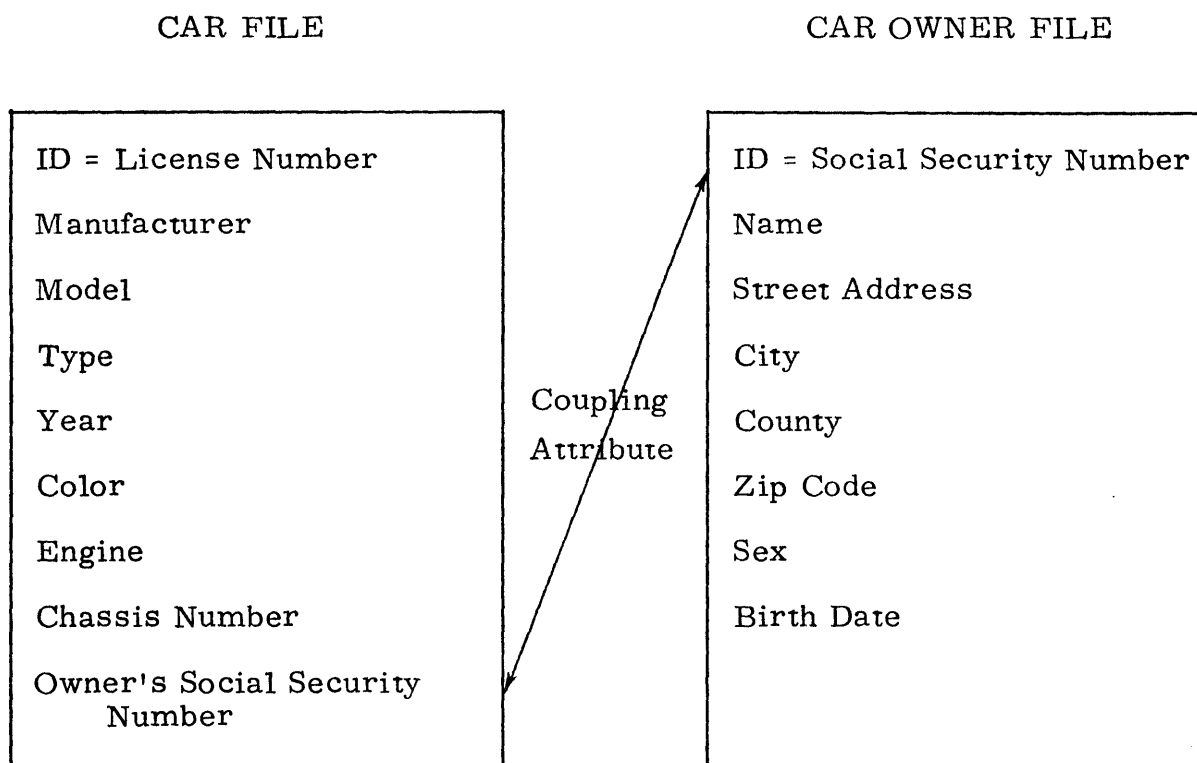 CAR FILE
CAR OWNER FILE
ID = License Number
Manufacturer
Model
Type
Year
Color
Engine
Chassis Number
Owner's Social Security
Number
Coupling
Attribute
ID = Social Security Number
Name
Street Address
City
County
Zip Code
Sex
Birth Date